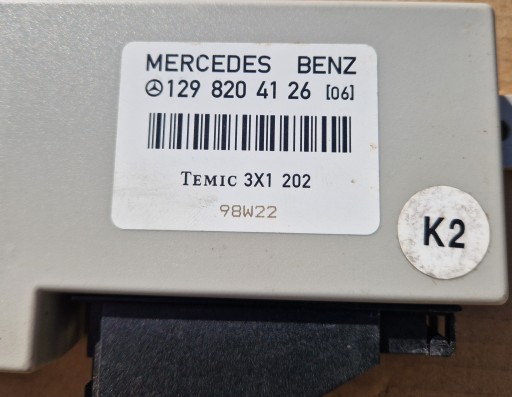 MERCEDES BENZ
129 820 41 26 [06]
TEMIC 3X1 202
98W22
K2